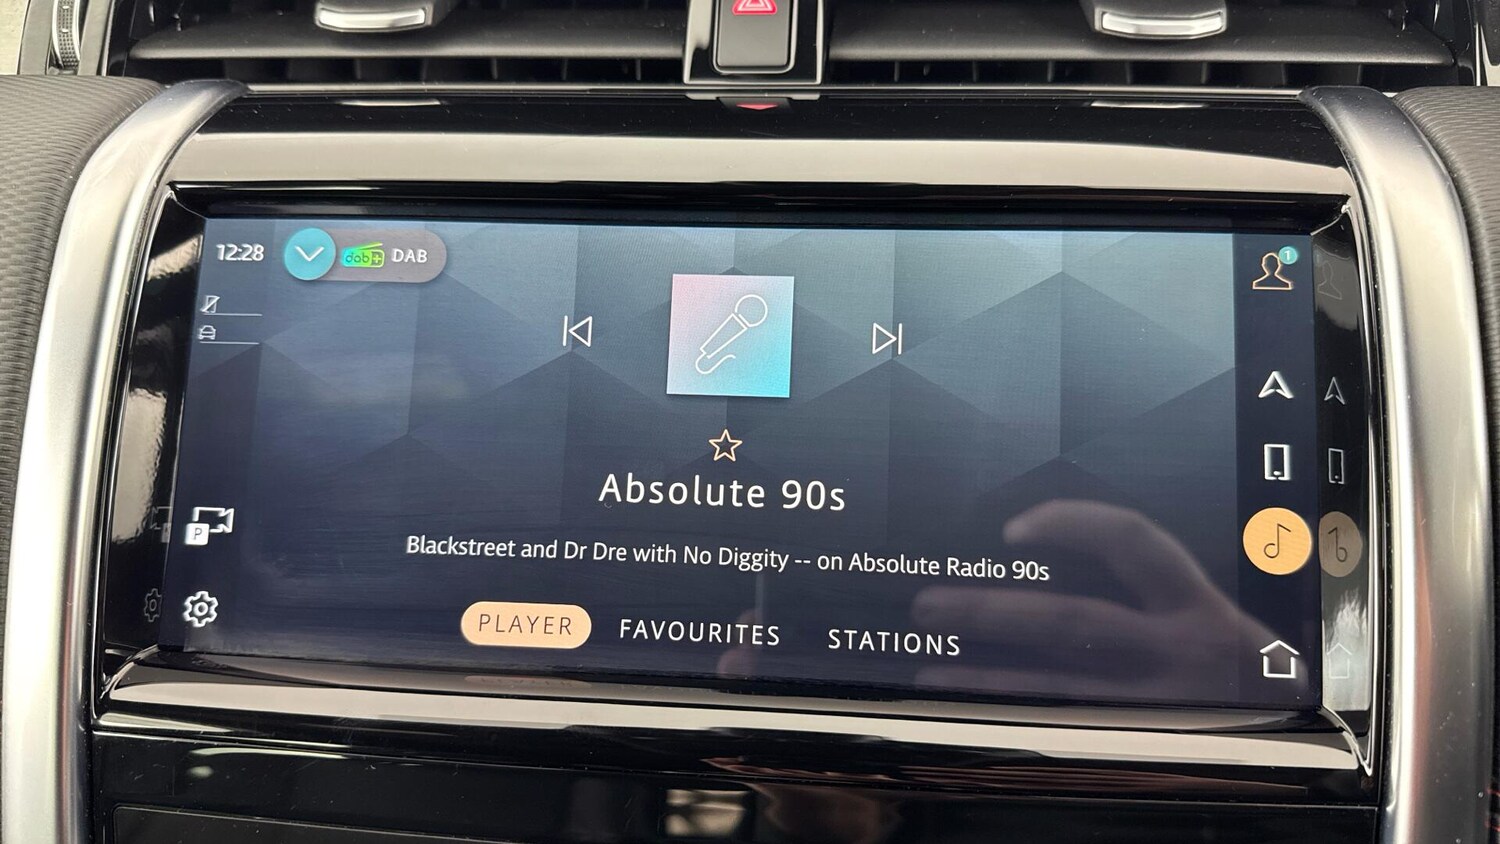 12:28
dab+ DAB
1
Absolute 90s
Blackstreet and Dr Dre with No Diggity -- on Absolute Radio 90s
P
PLAYER FAVOURITES STATIONS